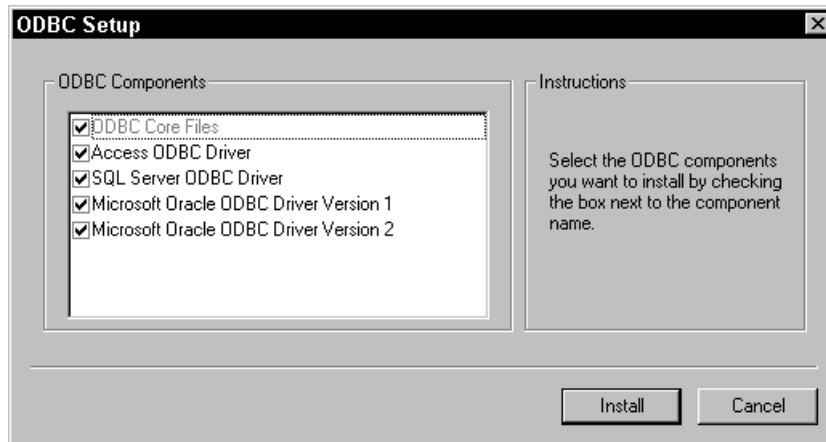 ODBC Setup
ODBC Components
ODBC Core Files
Access ODBC Driver
SQL Server ODBC Driver
Microsoft Oracle ODBC Driver Version 1
Microsoft Oracle ODBC Driver Version 2
Instructions
Select the ODBC components
you want to install by checking
the box next to the component
name.
Install
Cancel